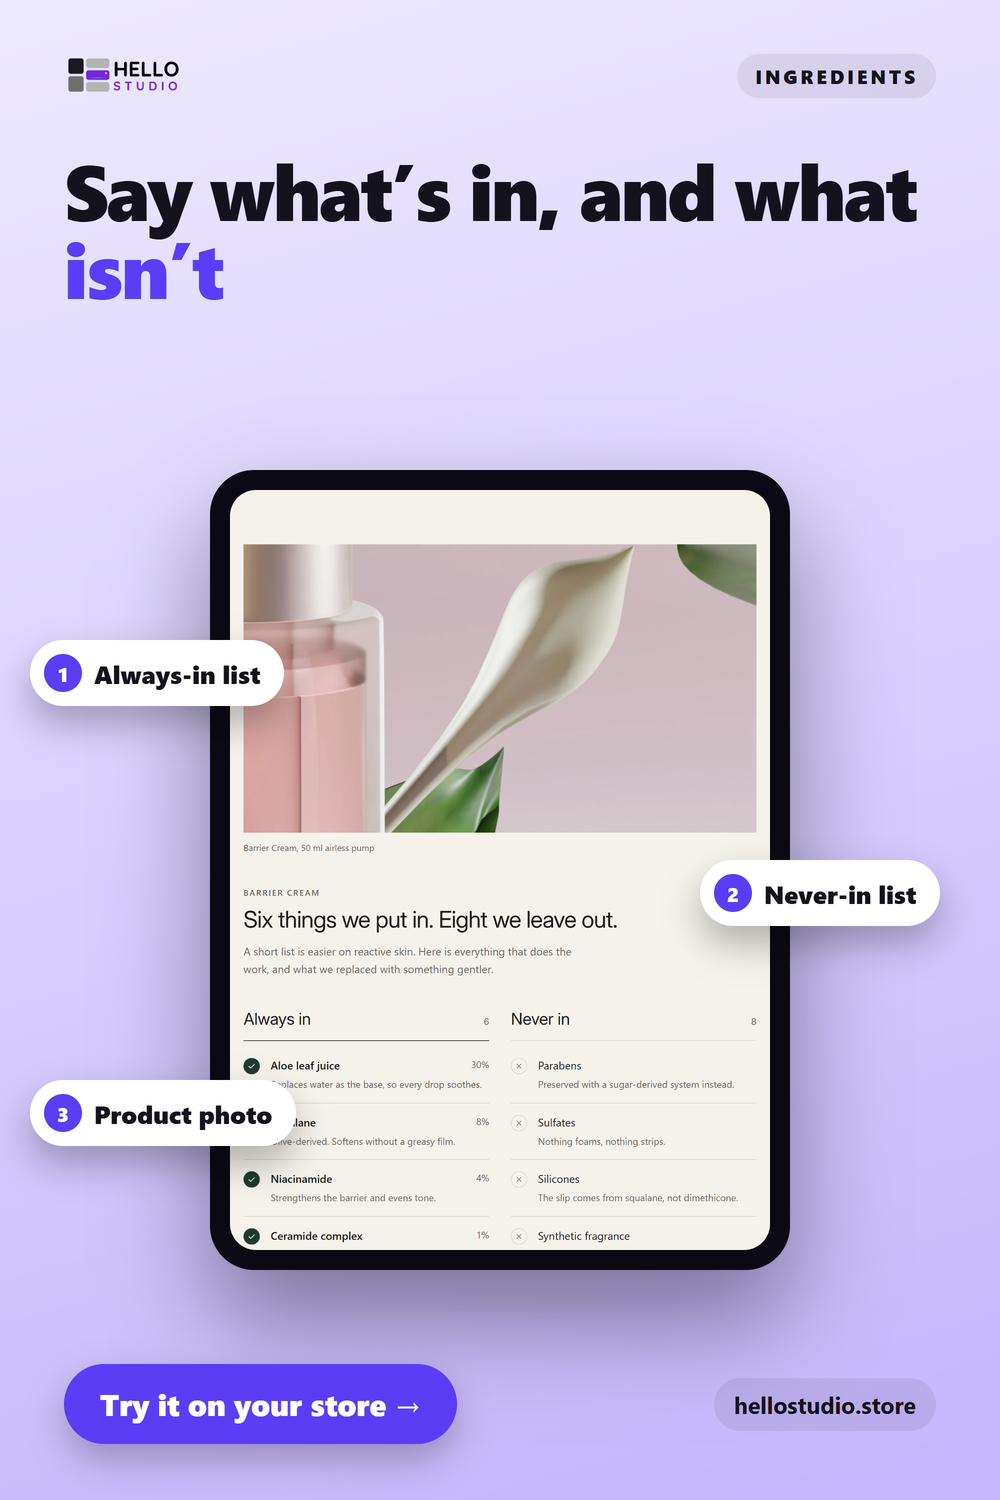 HELLO
STUDIO
INGREDIENTS
Say what's in, and what
isn't
1 Always-in list
Barrier Cream, 50 ml airless pump
2 Never-in list
BARRIER CREAM
Six things we put in. Eight we leave out.
A short list is easier on reactive skin. Here is everything that does the
work, and what we replaced with something gentler.
Always in 6
Never in 8
Aloe leaf juice 30%
water as the base, so every drop soothes.
Parabens
Preserved with a sugar-derived system instead.
3 Product photo
8%
Softens without a greasy film.
Sulfates
Nothing foams, nothing strips.
Niacinamide 4%
Strengthens the barrier and evens tone.
Silicones
The slip comes from squalane, not dimethicone.
Ceramide complex 1%
Synthetic fragrance
Try it on your store →
hellostudio.store